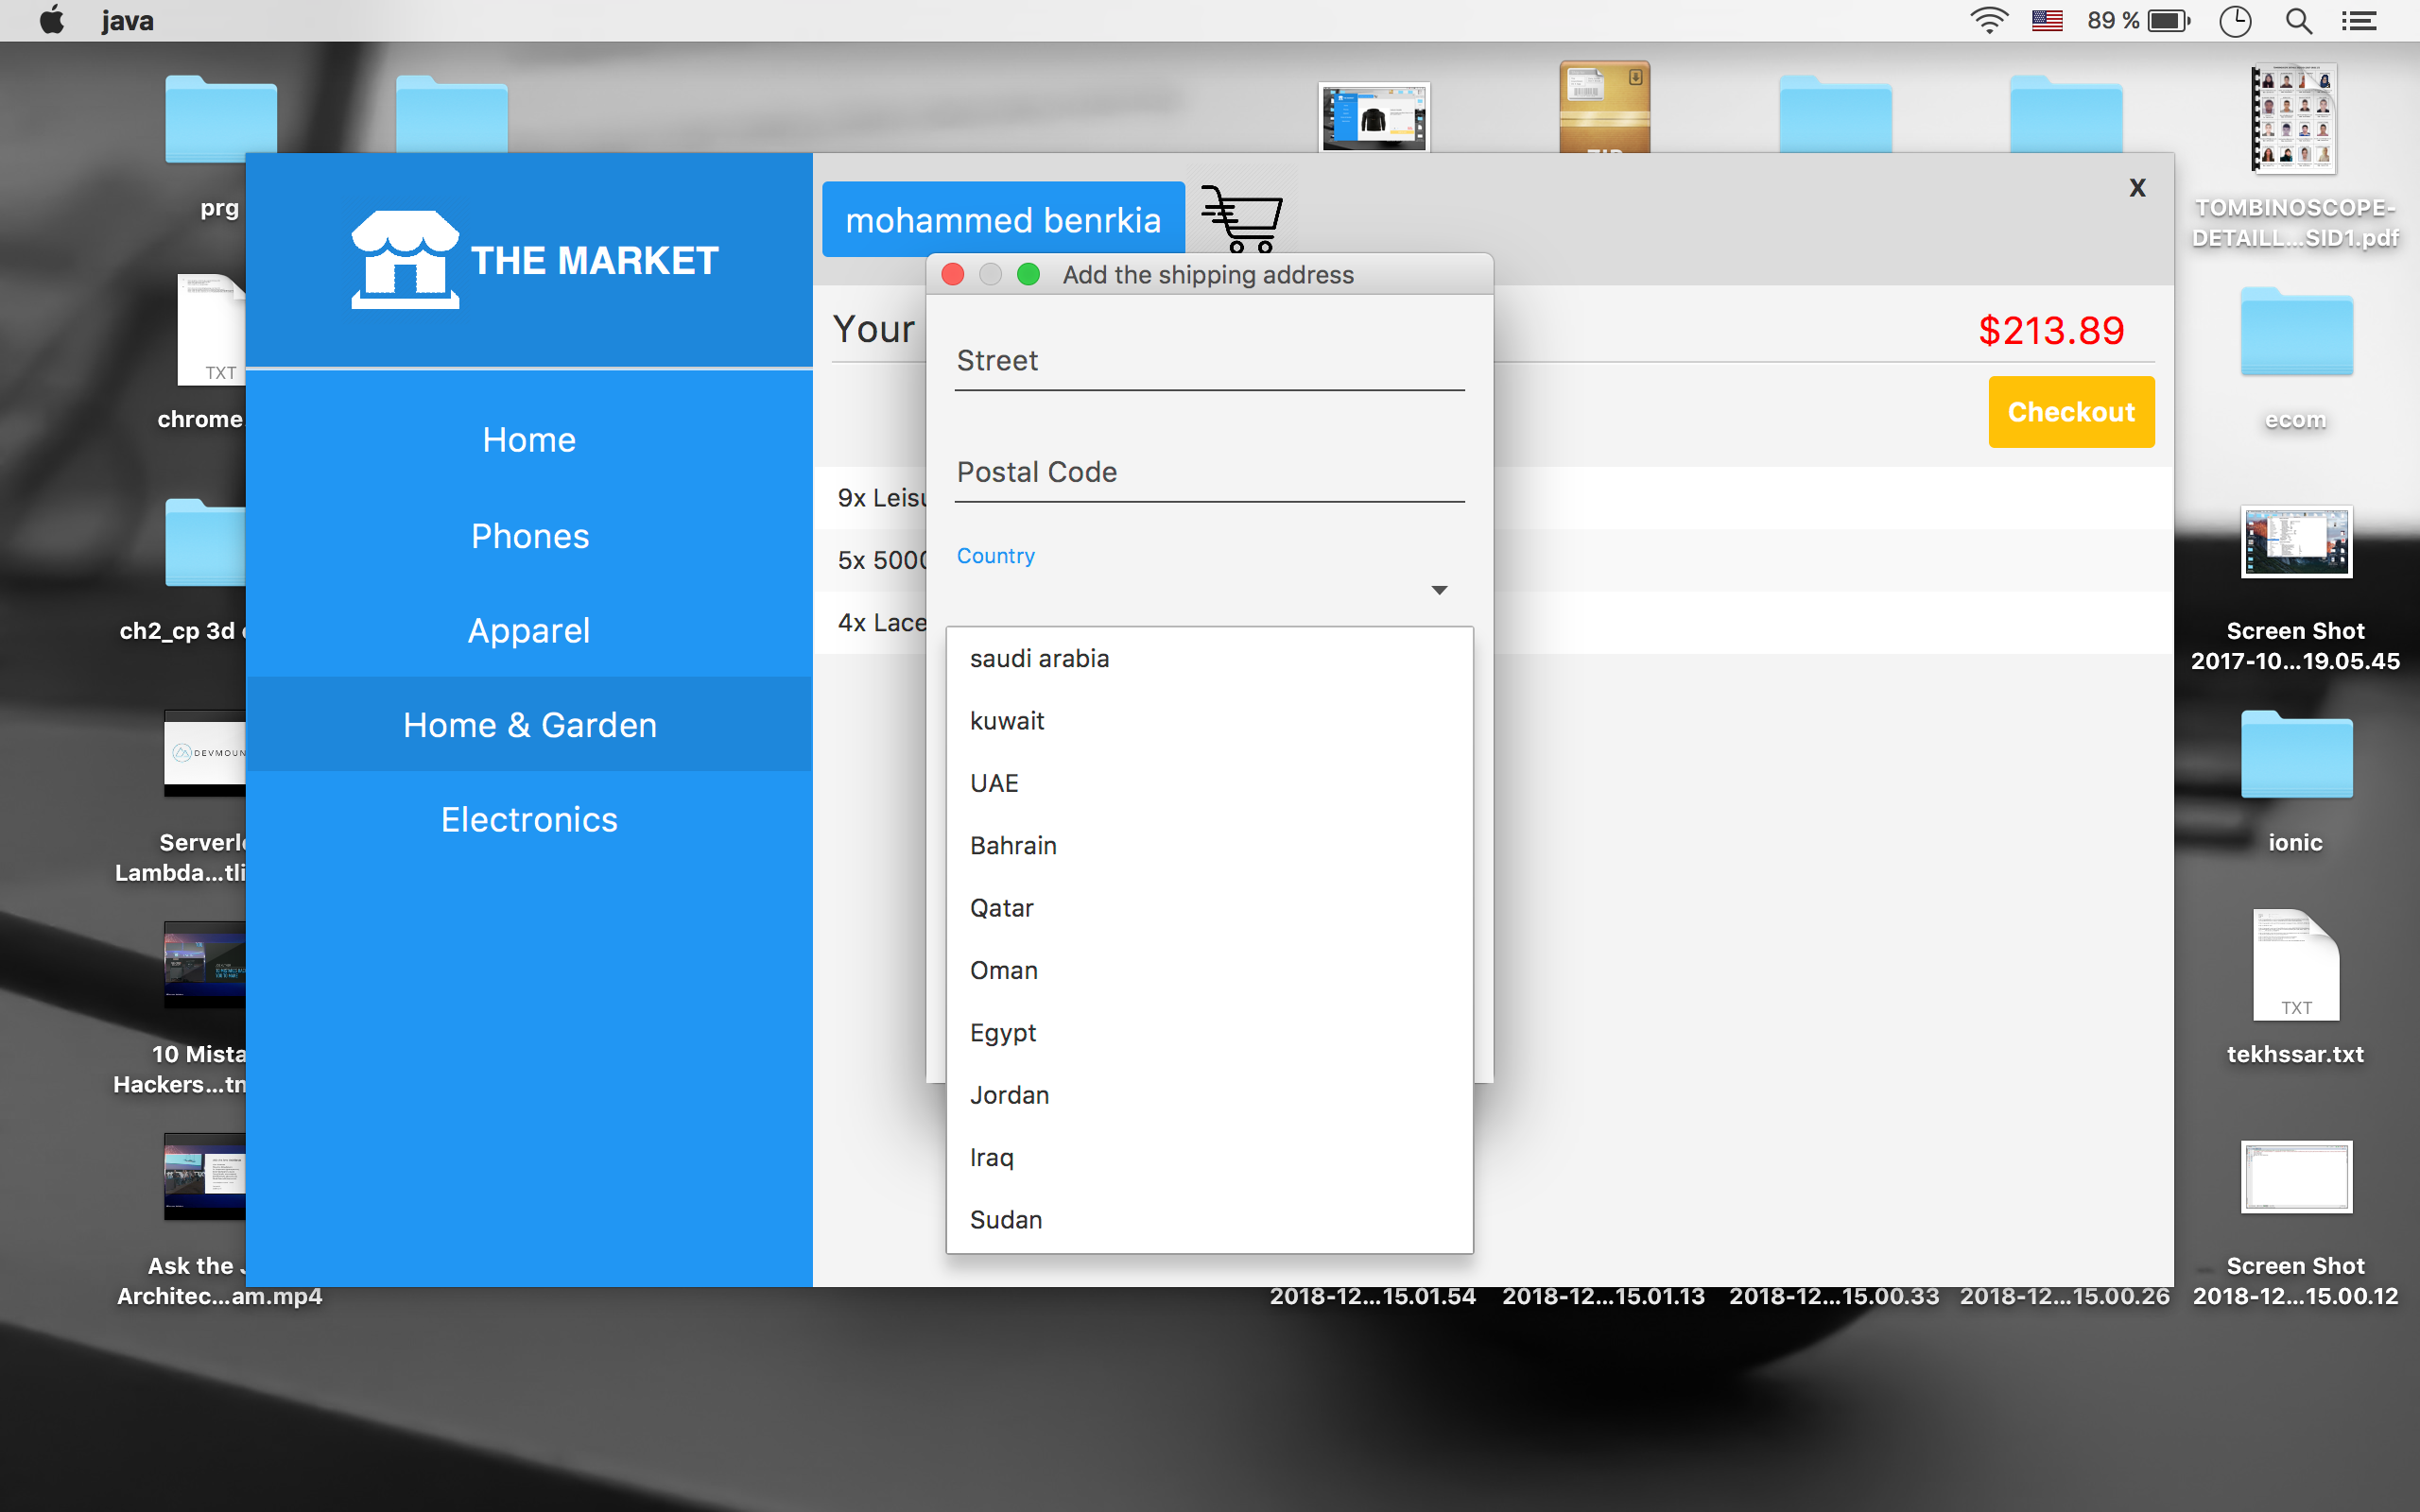 java
89 %
prg
TXT
chrome.
ch2_cp 3d
DEVMOUN
Serverle
Lambda...tli
10 Mista
Hackers...tn
Ask the J
Architec...am.mp4
THE MARKET
Home
Phones
Apparel
Home & Garden
Electronics
mohammed benrkia
x
Your
$213.89
Checkout
9x Leisu
5x 5000
4x Lace
Add the shipping address
Street
Postal Code
Country
saudi arabia
kuwait
UAE
Bahrain
Qatar
Oman
Egypt
Jordan
Iraq
Sudan
ZIP
TOMBINOSCOPE-
DETAILL...SID1.pdf
ecom
Screen Shot
2017-10...19.05.45
ionic
TXT
tekhssar.txt
Screen Shot
2018-12...15.01.54
2018-12...15.01.13
2018-12...15.00.33
2018-12...15.00.26
2018-12...15.00.12